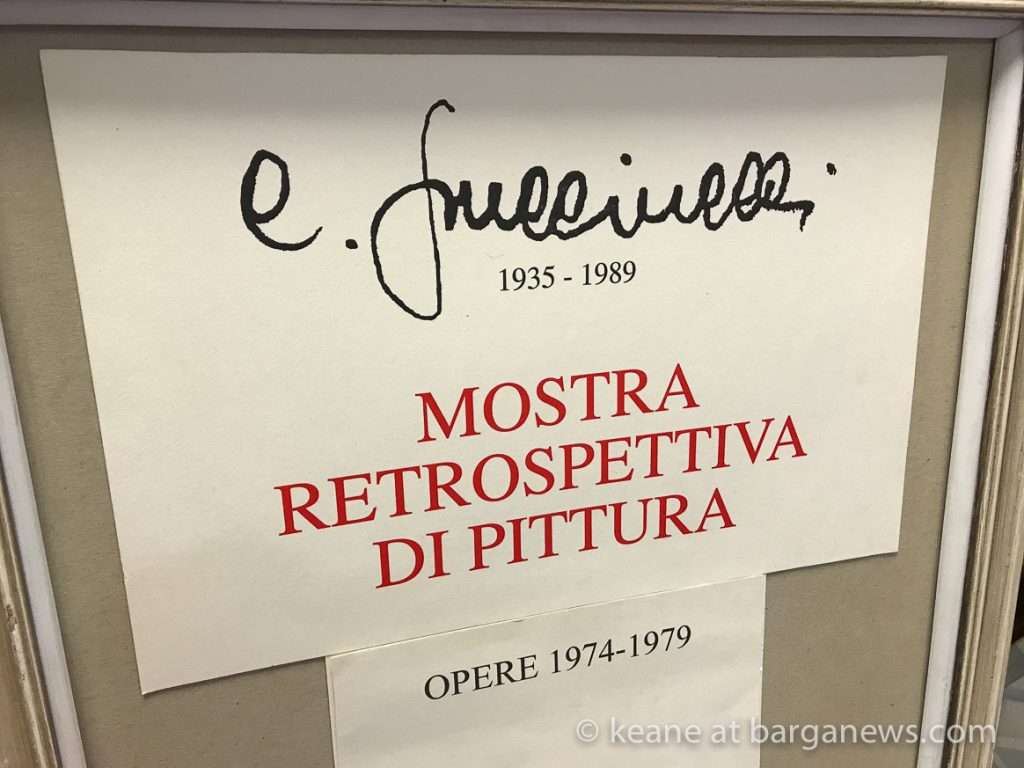 C.
1935 - 1989
MOSTRA
RETROSPETTIVA
DI PITTURA
OPERE 1974-1979
© keane at barganews.com